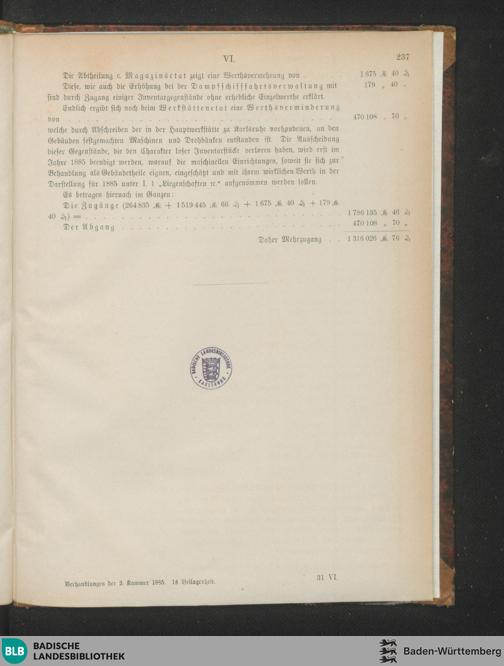 VI. 237
Die Abtheilung c. Magazinsetat zeigt eine Werthsvermehrung von . 1 675 ℳ 40 ₰
Diese, wie auch die Erhöhung bei der Dampfschifffahrtsverwaltung mit 179 „ 40 „
sind durch Zugang einiger Inventargegenstände ohne erhebliche Einzelwerthe erklärt.
Endlich ergibt sich noch beim Werkstättenetat eine Werthsverminderung
von . . . . . . . . . . . . . . . . . . . . 470 108 „ 70 „
welche durch Abschreiben der in der Hauptwerkstätte zu Karlsruhe vorhandenen, an den
Gebäuden festgemachten Maschinen und Drehbänken entstanden ist. Die Ausscheidung
dieser Gegenstände, die den Charakter loser Inventarstücke verloren haben, wird erst im
Jahre 1885 beendigt werden, worauf die maschinellen Einrichtungen, soweit sie sich zur
Behandlung als Gebäudetheile eignen, eingeschätzt und mit ihrem wirklichen Werth in der
Darstellung für 1885 unter I. 1 „Liegenschaften ꝛc.“ aufgenommen werden sollen.
Es betragen hiernach im Ganzen:
Die Zugänge (264 835 ℳ + 1 519 445 ℳ 66 ₰ + 1 675 ℳ 40 ₰ + 179 ℳ
40 ₰) = . . . . . . . . . . . . . . . . . . 1 786 135 ℳ 46 ₰
Der Abgang . . . . . . . . . . . . . . . . 470 108 „ 70 „
Daher Mehrzugang . . 1 316 026 ℳ 76 ₰
BADISCHE LANDESBIBLIOTHEK
KARLSRUHE
Verhandlungen der 2. Kammer 1885. 18 Beilagenheft. 31 VI.
BLB BADISCHE
LANDESBIBLIOTHEK
Baden-Württemberg